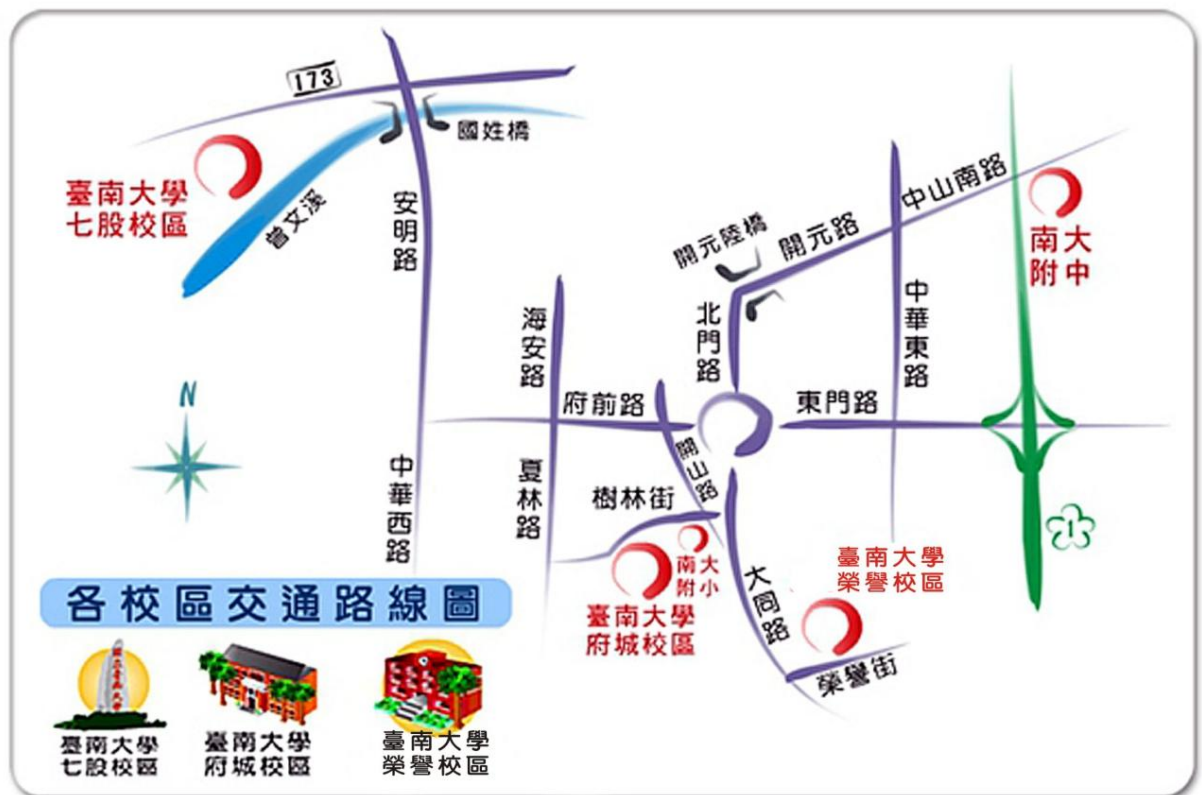 173
國姓橋
臺南大學
七股校區
曾文溪
安明路
中山南路
開元路
開元陸橋
南大
附中
北門路
中華東路
海安路
N
府前路
東門路
開山路
中華西路
夏林路
樹林街
南大
附小
臺南大學
府城校區
大同路
臺南大學
榮譽校區
榮譽街
1
各校區交通路線圖
國立臺南大學
臺南大學
七股校區
臺南大學
府城校區
臺南大學
榮譽校區